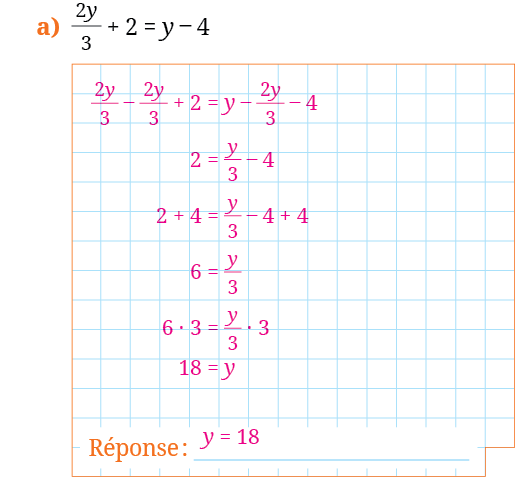 a) 2y/3 + 2 = y − 4
2y/3 − 2y/3 + 2 = y − 2y/3 − 4
2 = y/3 − 4
2 + 4 = y/3 − 4 + 4
6 = y/3
6 · 3 = y/3 · 3
18 = y
Réponse : y = 18